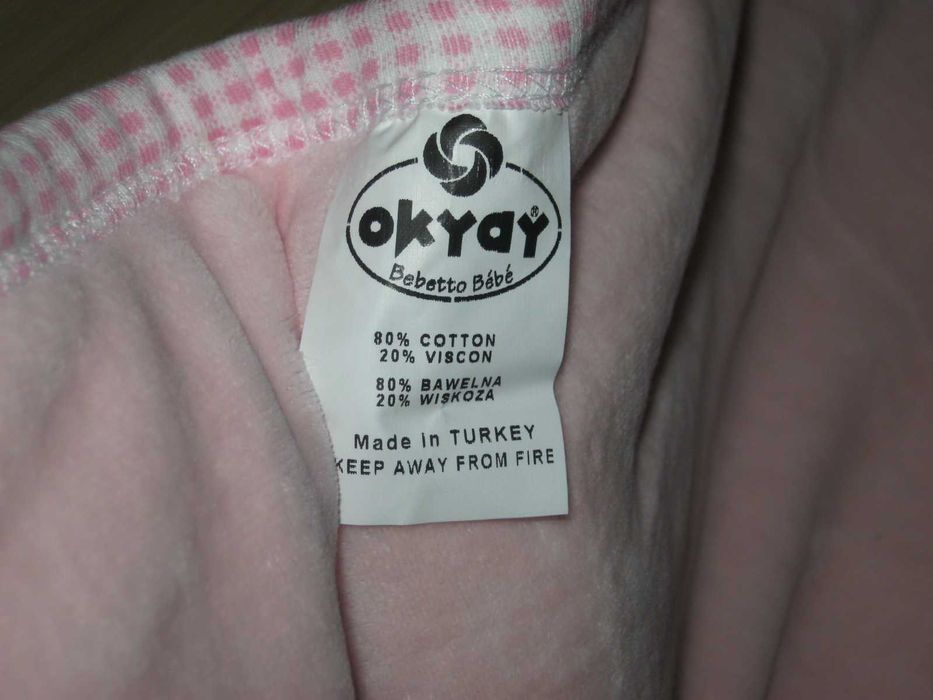 okyay®
Bebetto Bébé
80% COTTON
20% VISCON
80% BAWELNA
20% WISKOZA
Made in TURKEY
KEEP AWAY FROM FIRE